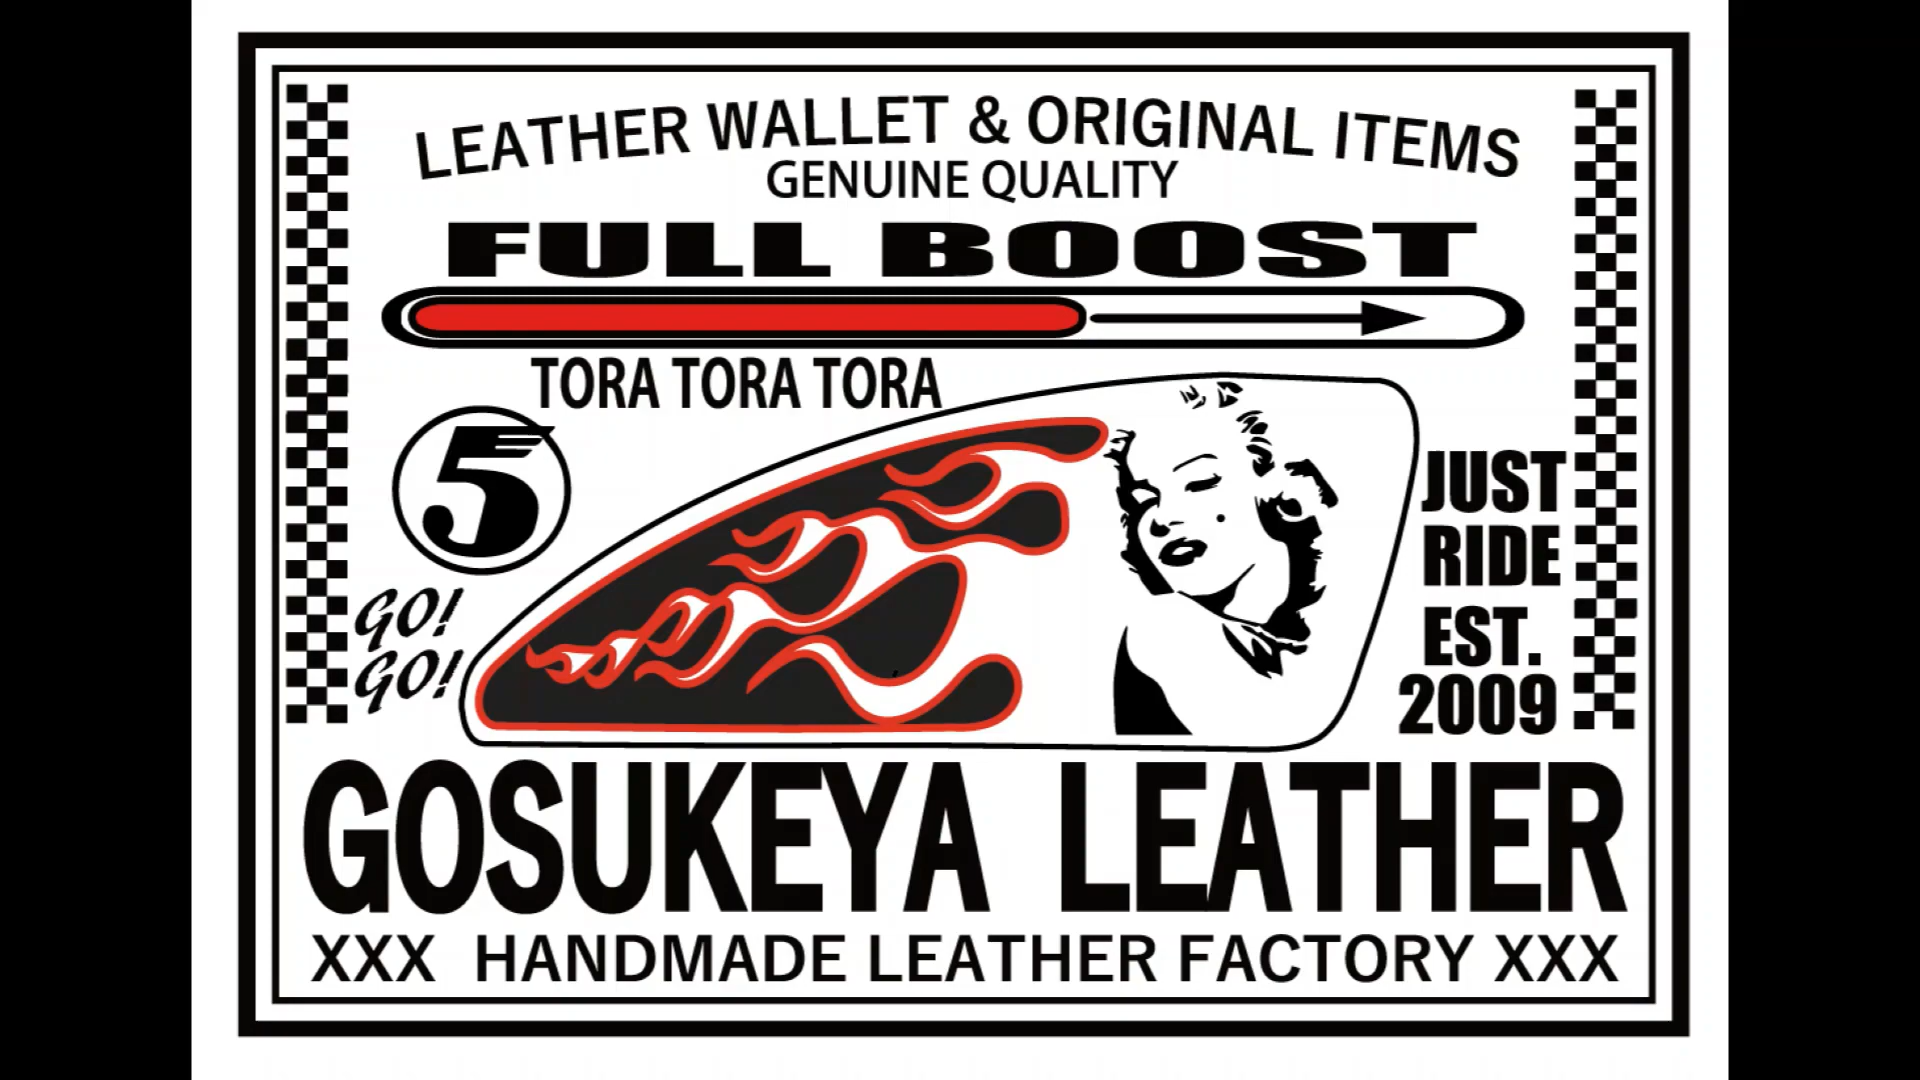 LEATHER WALLET & ORIGINAL ITEMS
GENUINE QUALITY
FULL BOOST
TORA TORA TORA
5
GO!
GO!
JUST
RIDE
EST.
2009
GOSUKEYA LEATHER
XXX HANDMADE LEATHER FACTORY XXX